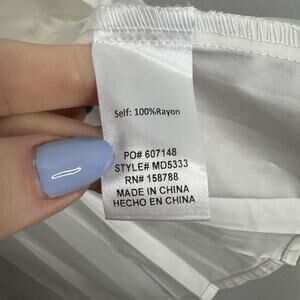 Self: 100%Rayon
PO# 607148
STYLE# MD5333
RN# 158788
MADE IN CHINA
HECHO EN CHINA